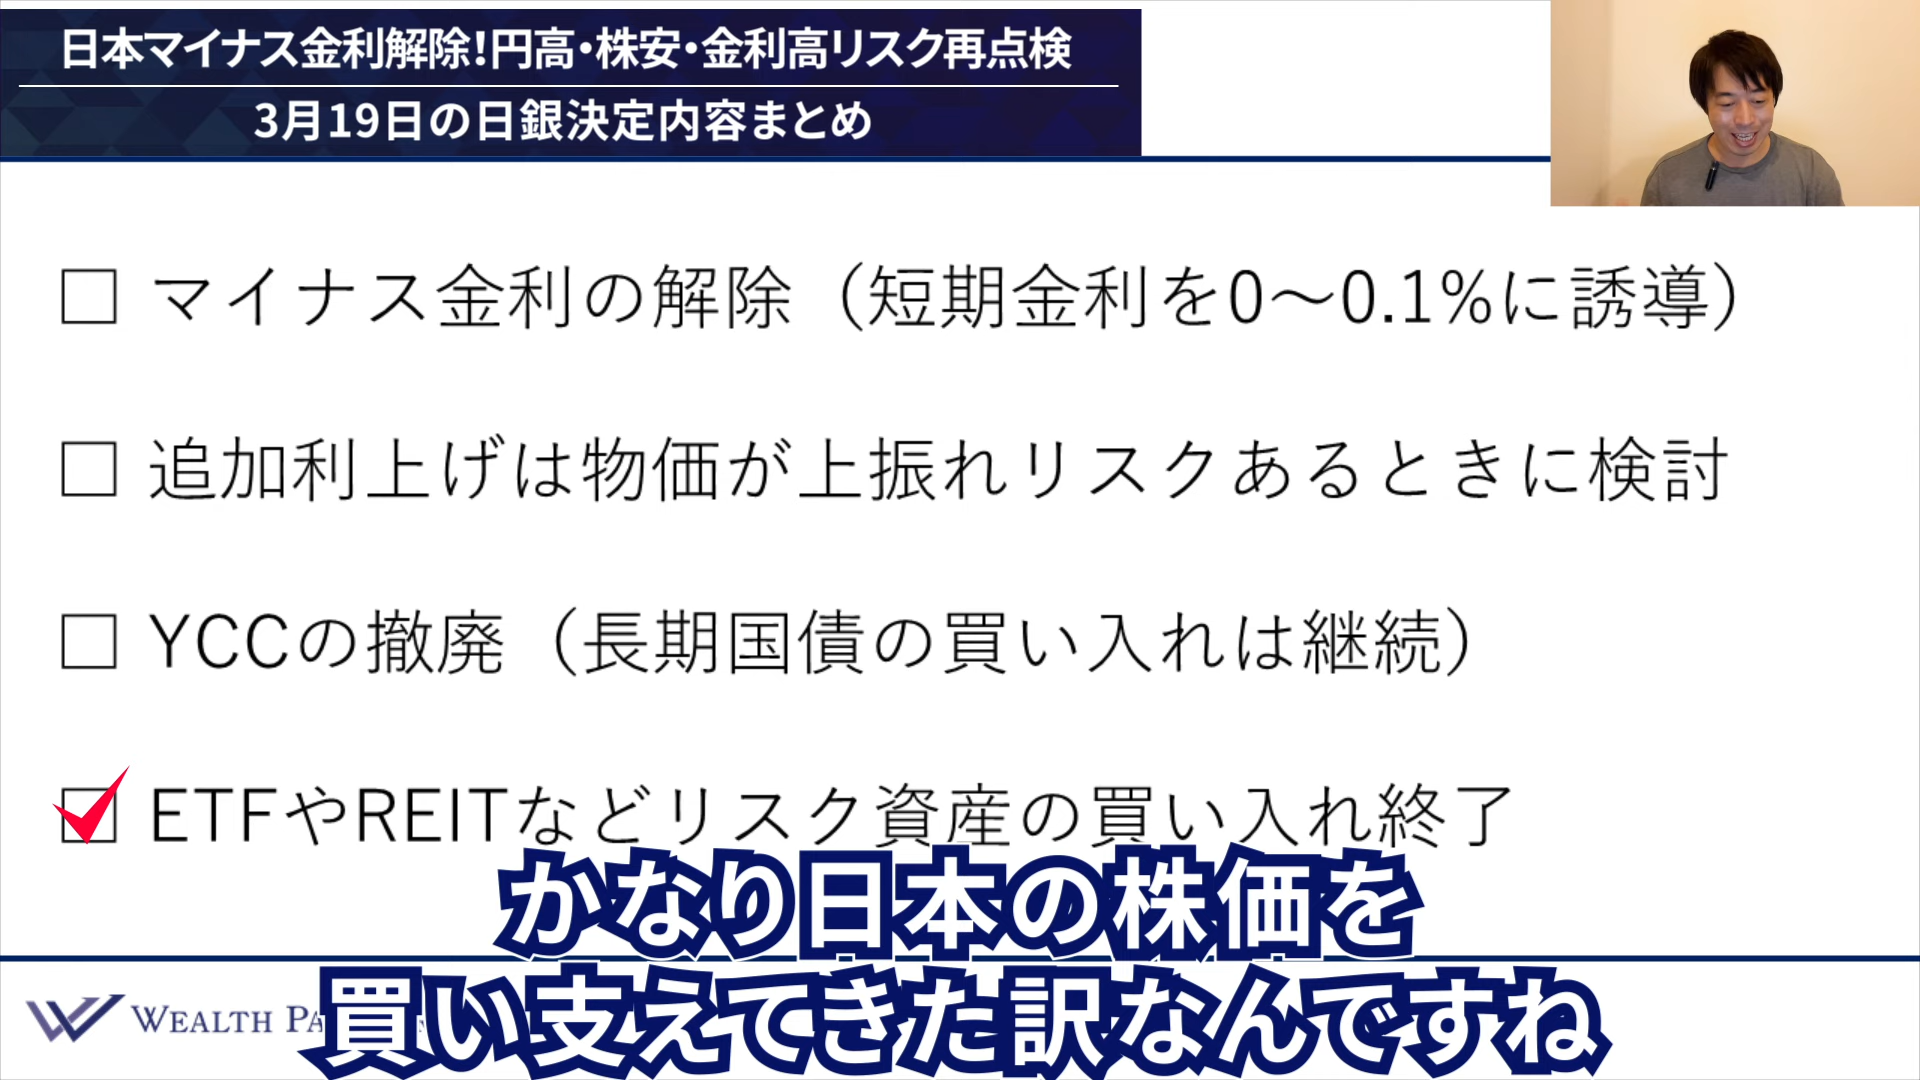 日本マイナス金利解除!円高・株安・金利高リスク再点検
3月19日の日銀決定内容まとめ
□ マイナス金利の解除（短期金利を0～0.1%に誘導）
□ 追加利上げは物価が上振れリスクあるときに検討
□ YCCの撤廃（長期国債の買い入れは継続）
☑ ETFやREITなどリスク資産の買い入れ終了
かなり日本の株価を
買い支えてきた訳なんですね
WEALTH